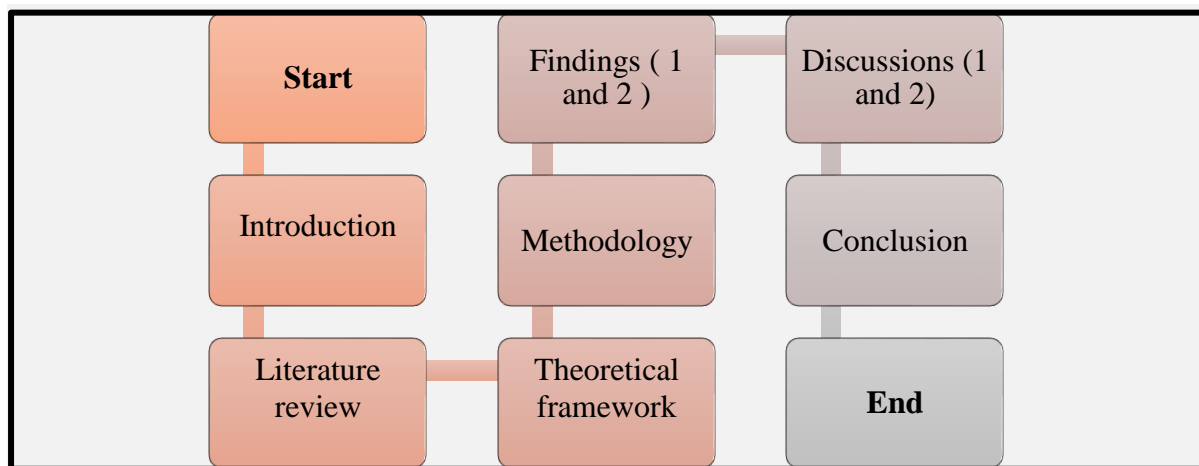 Start
Introduction
Literature
review
Theoretical
framework
Methodology
Findings ( 1
and 2 )
Discussions (1
and 2)
Conclusion
End